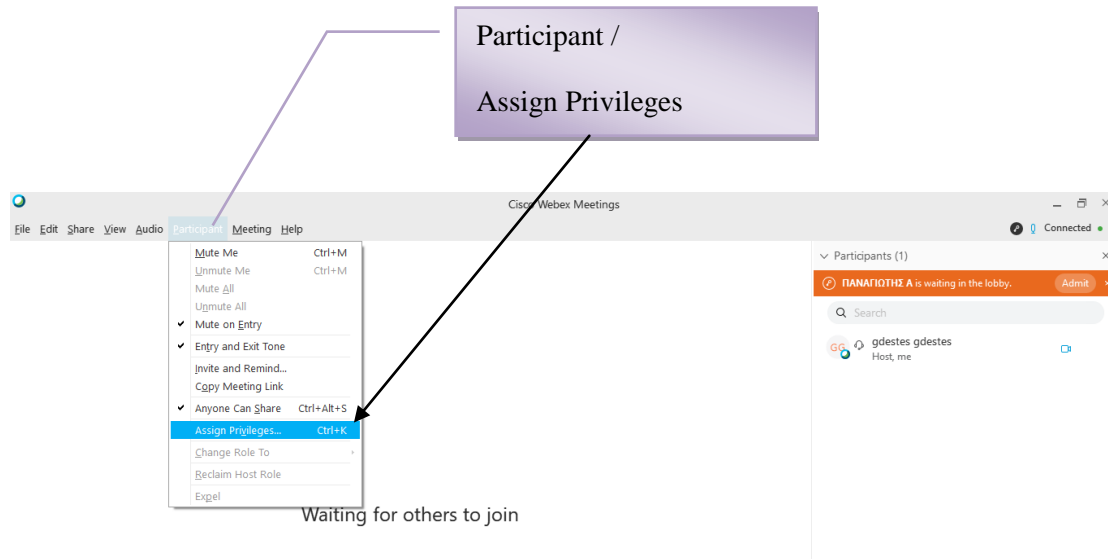 Participant /
Assign Privileges
Cisco Webex Meetings
File Edit Share View Audio Participant Meeting Help
Connected
Mute Me Ctrl+M
Unmute Me Ctrl+M
Mute All
Unmute All
Mute on Entry
Entry and Exit Tone
Invite and Remind...
Copy Meeting Link
Anyone Can Share Ctrl+Alt+S
Assign Privileges... Ctrl+K
Change Role To
Reclaim Host Role
Expel
Waiting for others to join
Participants (1)
ΠΑΝΑΓΙΩΤΗΣ Α is waiting in the lobby. Admit
Search
GG gdestes gdestes
Host, me